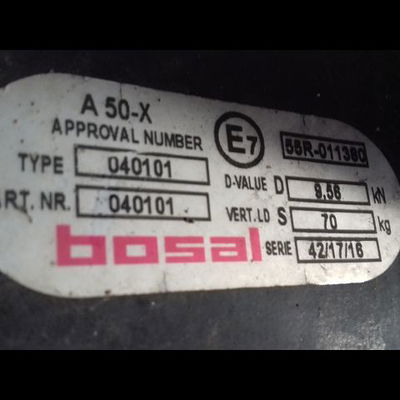 A 50-X
APPROVAL NUMBER E7 55R-011380
TYPE 040101 D-VALUE D 9,56 kN
ART. NR. 040101 VERT.LD S 70 kg
bosal SERIE 42/17/16